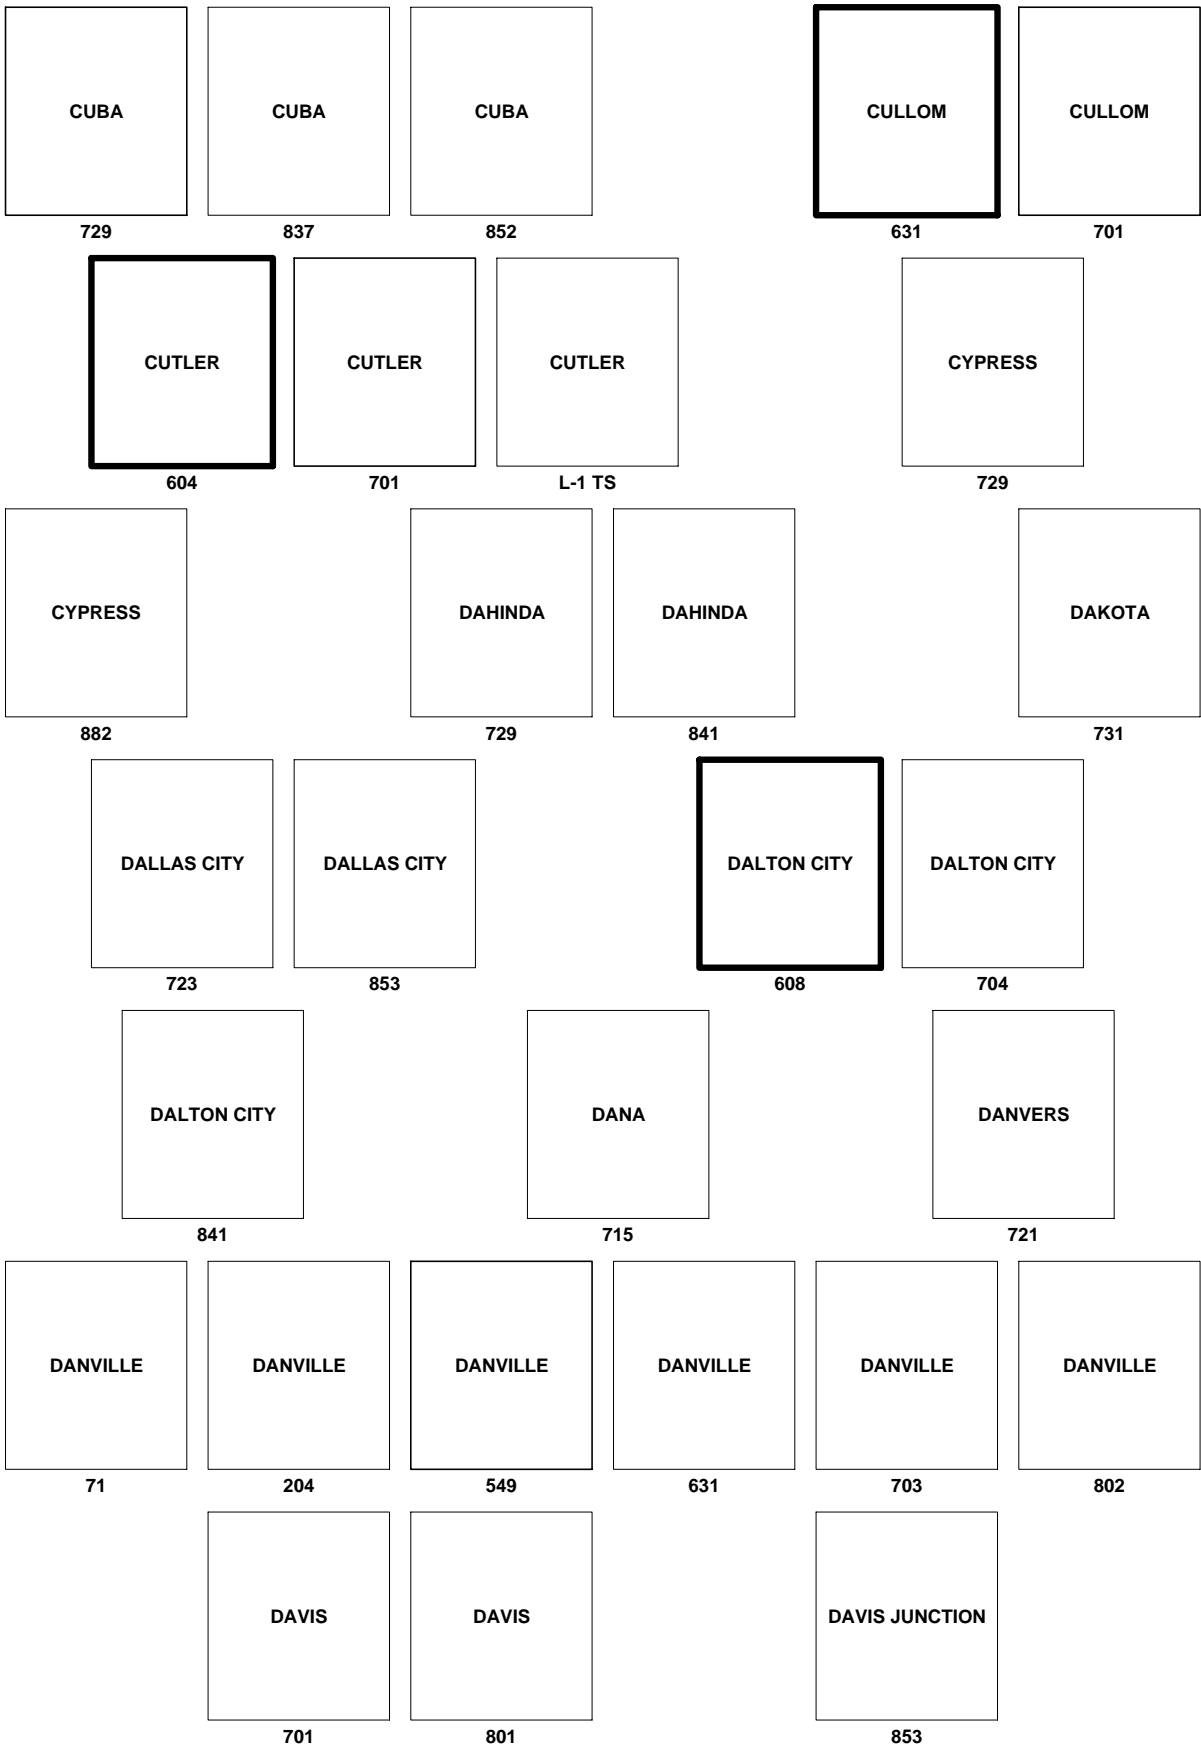 CUBA CUBA CUBA CULLOM CULLOM
729 837 852 631 701
CUTLER CUTLER CUTLER CYPRESS
604 701 L-1 TS 729
CYPRESS DAHINDA DAHINDA DAKOTA
882 729 841 731
DALLAS CITY DALLAS CITY DALTON CITY DALTON CITY
723 853 608 704
DALTON CITY DANA DANVERS
841 715 721
DANVILLE DANVILLE DANVILLE DANVILLE DANVILLE DANVILLE
71 204 549 631 703 802
DAVIS DAVIS DAVIS JUNCTION
701 801 853